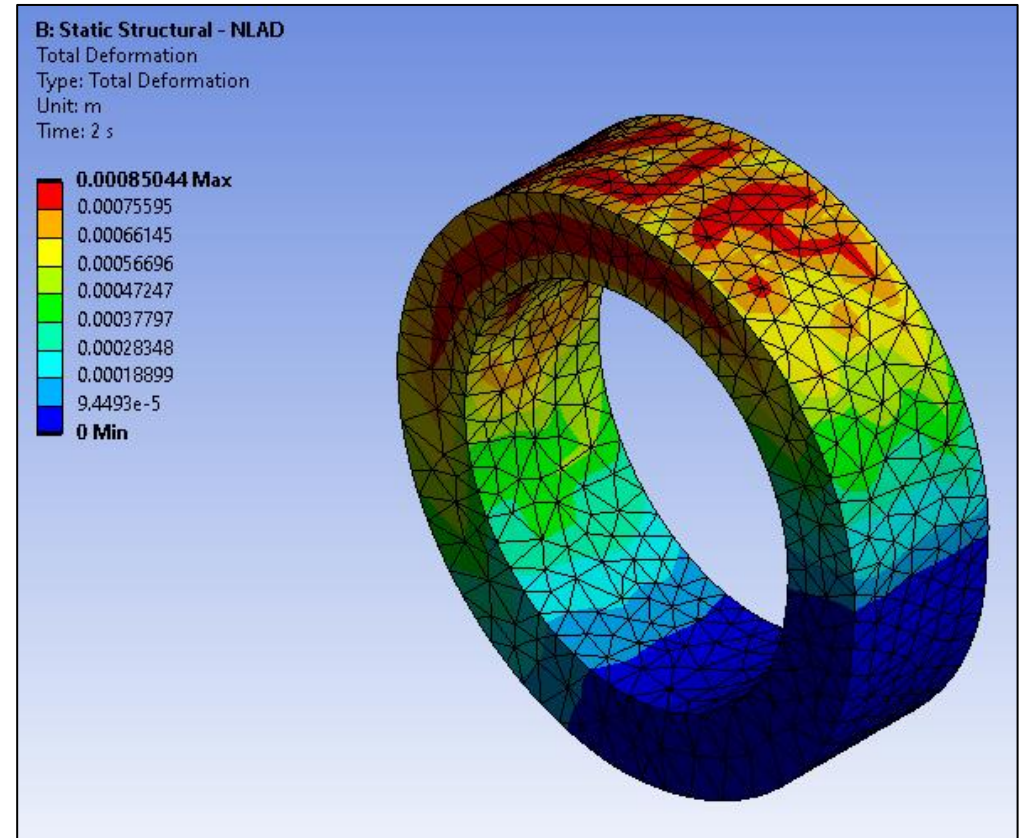 B: Static Structural - NLAD
Total Deformation
Type: Total Deformation
Unit: m
Time: 2 s
0.00085044 Max
0.00075595
0.00066145
0.00056696
0.00047247
0.00037797
0.00028348
0.00018899
9.4493e-5
0 Min